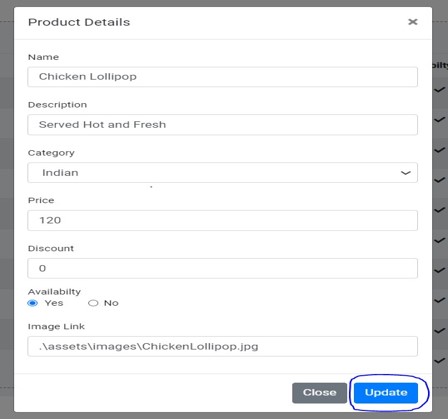 Product Details ×
Name
Chicken Lollipop
Description
Served Hot and Fresh
Category
Indian
Price
120
Discount
0
Availabilty
Yes No
Image Link
.\assets\images\ChickenLollipop.jpg
Close Update